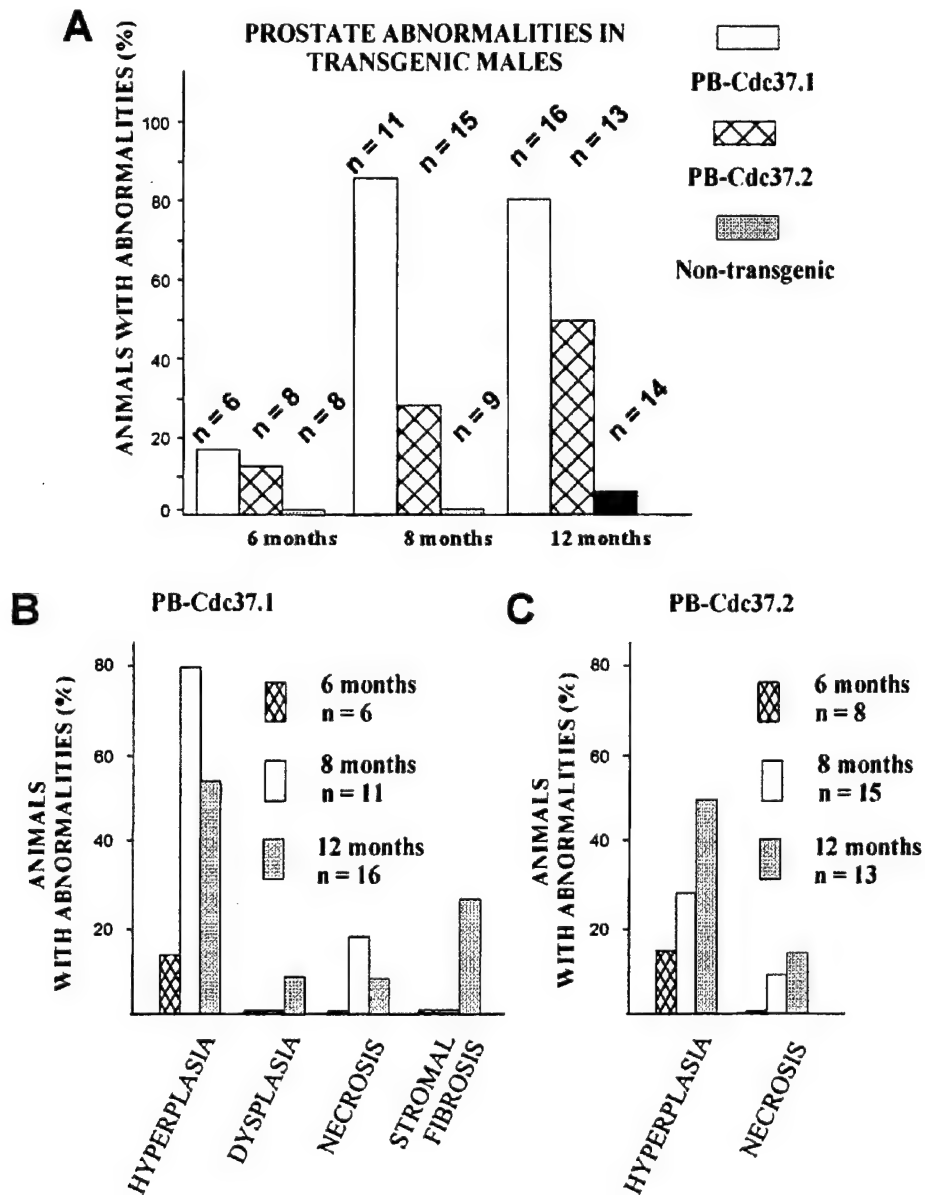 A
PROSTATE ABNORMALITIES IN
TRANSGENIC MALES
ANIMALS WITH ABNORMALITIES (%)
100
80
60
40
20
0
n = 6
n = 8
n = 8
n = 11
n = 15
n = 9
n = 16
n = 13
n = 14
6 months
8 months
12 months
PB-Cdc37.1
PB-Cdc37.2
Non-transgenic
B
PB-Cdc37.1
ANIMALS
WITH ABNORMALITIES (%)
80
60
40
20
6 months
n = 6
8 months
n = 11
12 months
n = 16
HYPERPLASIA
DYSPLASIA
NECROSIS
STROMAL
FIBROSIS
C
PB-Cdc37.2
ANIMALS
WITH ABNORMALITIES (%)
80
60
40
20
6 months
n = 8
8 months
n = 15
12 months
n = 13
HYPERPLASIA
NECROSIS